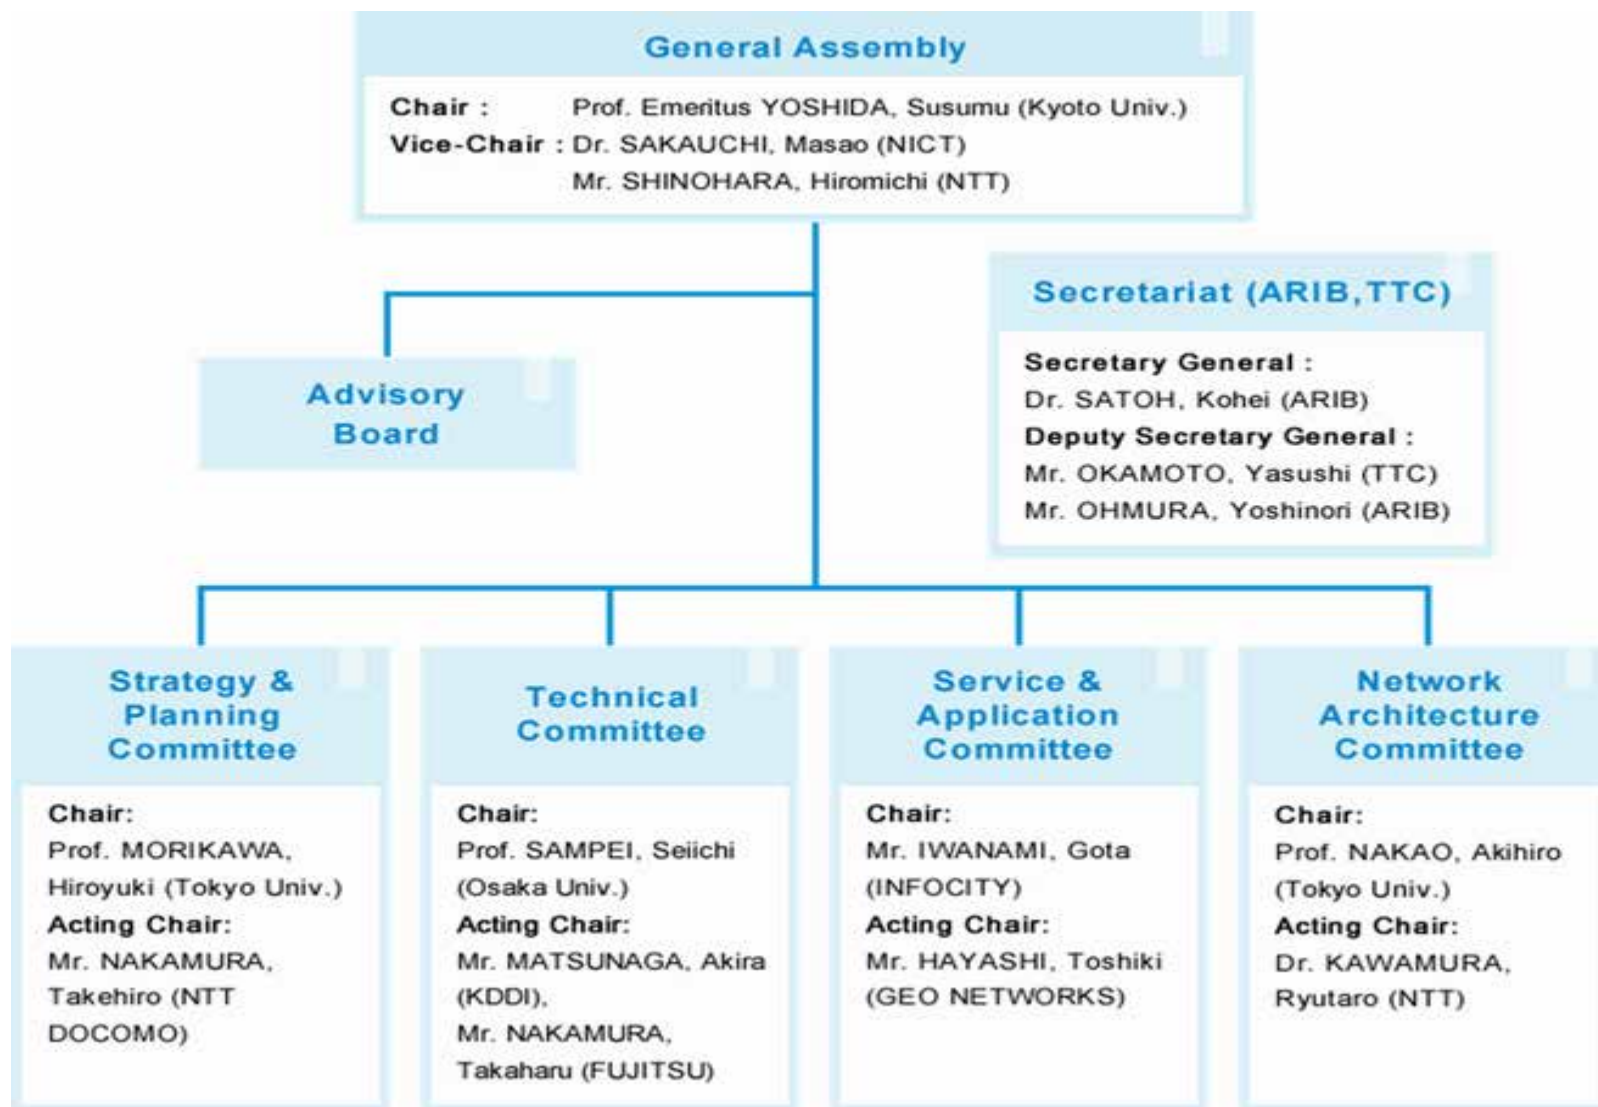 General Assembly
Chair : Prof. Emeritus YOSHIDA, Susumu (Kyoto Univ.)
Vice-Chair : Dr. SAKAUCHI, Masao (NICT)
Mr. SHINOHARA, Hiromichi (NTT)
Secretariat (ARIB,TTC)
Secretary General :
Dr. SATOH, Kohei (ARIB)
Deputy Secretary General :
Mr. OKAMOTO, Yasushi (TTC)
Mr. OHMURA, Yoshinori (ARIB)
Advisory
Board
Strategy &
Planning
Committee
Chair:
Prof. MORIKAWA,
Hiroyuki (Tokyo Univ.)
Acting Chair:
Mr. NAKAMURA,
Takehiro (NTT
DOCOMO)
Technical
Committee
Chair:
Prof. SAMPEI, Seiichi
(Osaka Univ.)
Acting Chair:
Mr. MATSUNAGA, Akira
(KDDI),
Mr. NAKAMURA,
Takaharu (FUJITSU)
Service &
Application
Committee
Chair:
Mr. IWANAMI, Gota
(INFOCITY)
Acting Chair:
Mr. HAYASHI, Toshiki
(GEO NETWORKS)
Network
Architecture
Committee
Chair:
Prof. NAKAO, Akihiro
(Tokyo Univ.)
Acting Chair:
Dr. KAWAMURA,
Ryutaro (NTT)